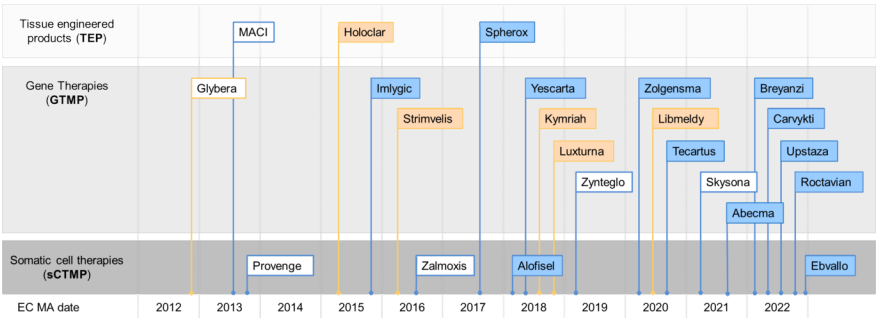 Tissue engineered
products (TEP)
MACI
Holoclar
Spherox
Gene Therapies
(GTMP)
Glybera
Imlygic
Yescarta
Zolgensma
Breyanzi
Strimvelis
Kymriah
Libmeldy
Carvykti
Luxturna
Tecartus
Upstaza
Zynteglo
Skysona
Roctavian
Abecma
Somatic cell therapies
(sCTMP)
Provenge
Zalmoxis
Alofisel
Ebvallo
EC MA date
2012
2013
2014
2015
2016
2017
2018
2019
2020
2021
2022